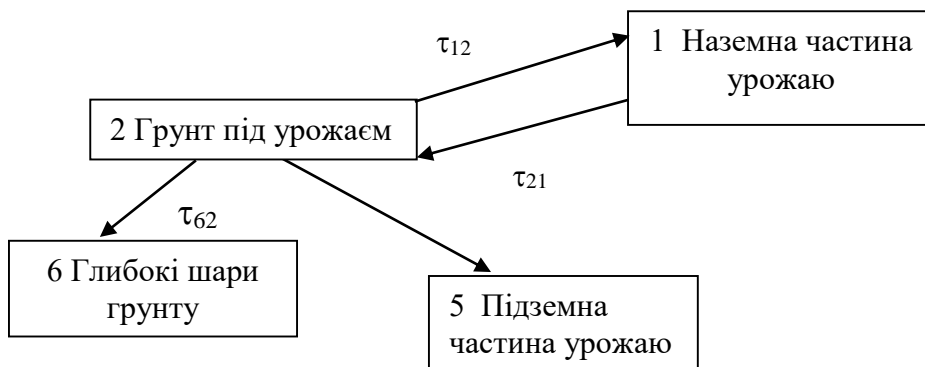 τ12
1 Наземна частина
урожаю
2 Грунт під урожаєм
τ21
τ62
6 Глибокі шари
грунту
5 Підземна
частина урожаю